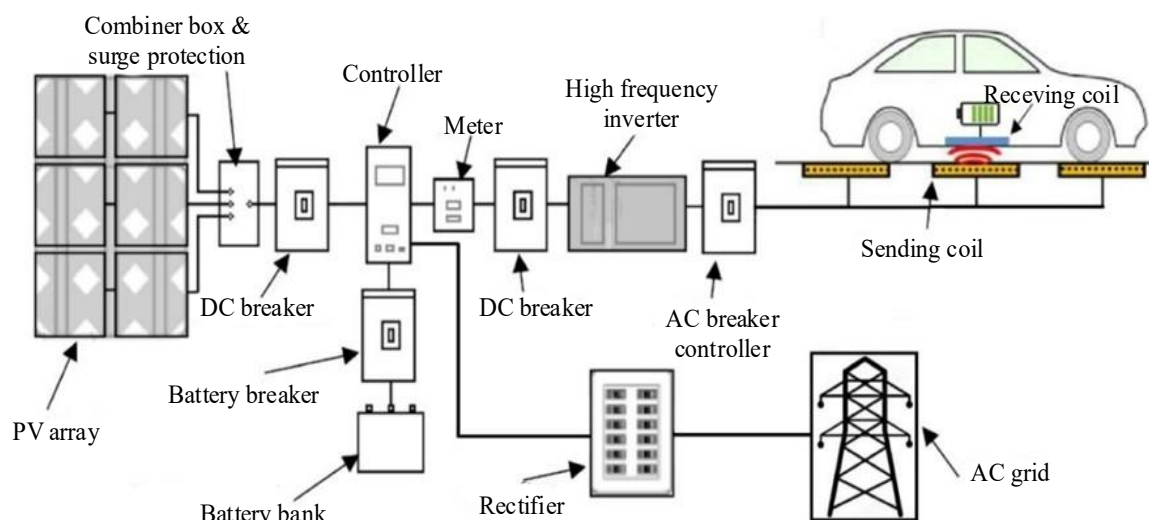 Combiner box &
surge protection
Controller
Meter
High frequency
inverter
Receving coil
Sending coil
DC breaker
DC breaker
AC breaker
controller
Battery breaker
PV array
Battery bank
Rectifier
AC grid